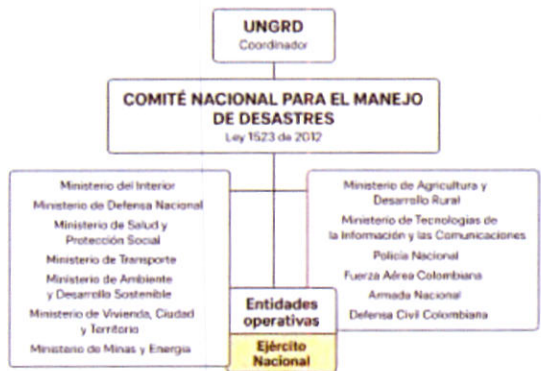 UNGRD
Coordinador
COMITÉ NACIONAL PARA EL MANEJO
DE DESASTRES
Ley 1523 de 2012
Ministerio del Interior
Ministerio de Defensa Nacional
Ministerio de Salud y
Protección Social
Ministerio de Transporte
Ministerio de Ambiente
y Desarrollo Sostenible
Ministerio de Vivienda, Ciudad
y Territorio
Ministerio de Minas y Energía
Ministerio de Agricultura y
Desarrollo Rural
Ministerio de Tecnologías de
la Información y las Comunicaciones
Policía Nacional
Fuerza Aérea Colombiana
Armada Nacional
Defensa Civil Colombiana
Entidades
operativas
Ejército
Nacional